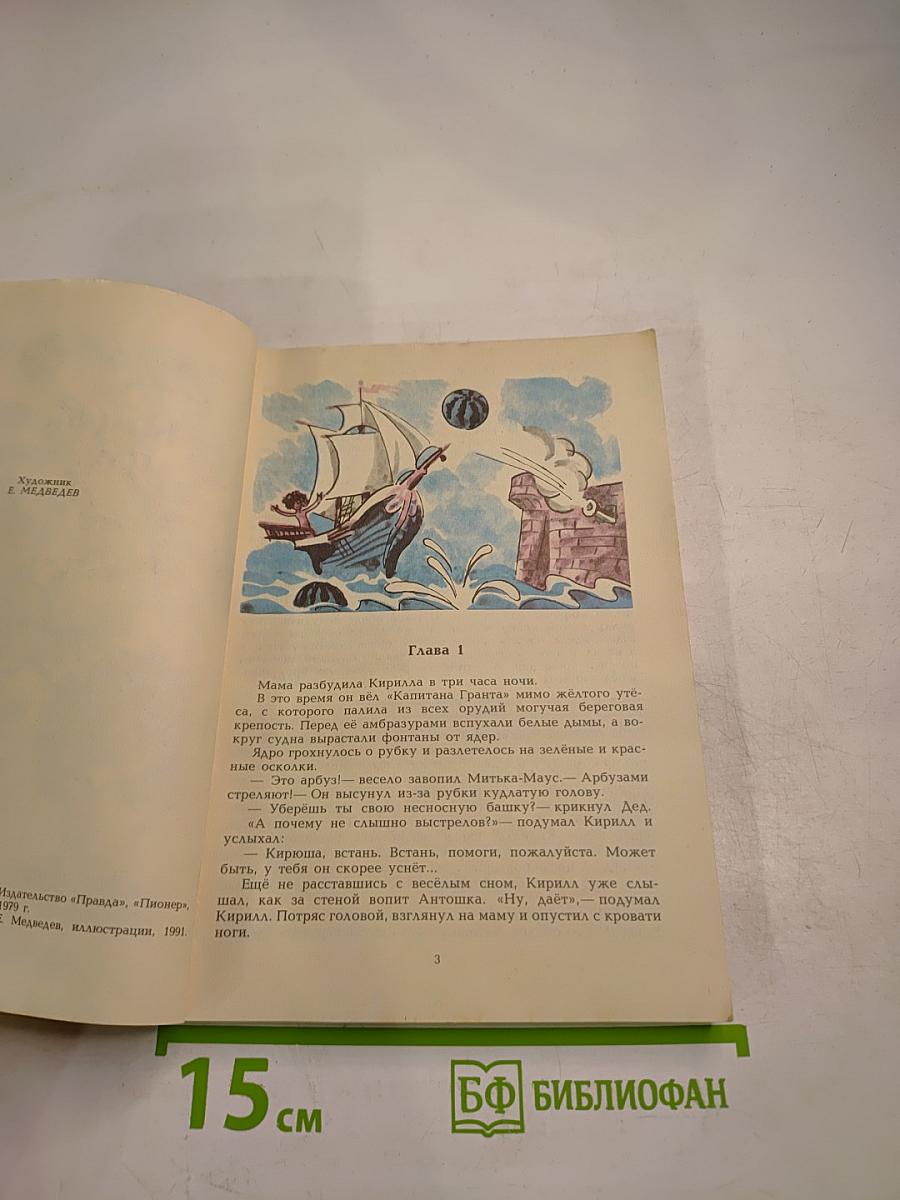 Художник
Е. МЕДВЕДЕВ
Издательство «Правда», «Пионер»,
1979 г.
Е. Медведев, иллюстрации, 1991.
Глава 1
Мама разбудила Кирилла в три часа ночи.
В это время он вёл «Капитана Гранта» мимо жёлтого утё-
са, с которого палила из всех орудий могучая береговая
крепость. Перед её амбразурами вспухали белые дымы, а во-
круг судна вырастали фонтаны от ядер.
Ядро грохнулось о рубку и разлетелось на зелёные и крас-
ные осколки.
— Это арбуз!— весело завопил Митька-Маус.— Арбузами
стреляют!— Он высунул из-за рубки кудлатую голову.
— Уберёшь ты свою несносную башку?— крикнул Дед.
«А почему не слышно выстрелов?»— подумал Кирилл и
услыхал:
— Кирюша, встань. Встань, помоги, пожалуйста. Может
быть, у тебя он скорее уснёт...
Ещё не расставшись с весёлым сном, Кирилл уже слы-
шал, как за стеной вопит Антошка. «Ну, даёт»,— подумал
Кирилл. Потряс головой, взглянул на маму и опустил с кровати
ноги.
3
15 см
БФ БИБЛИОФАН